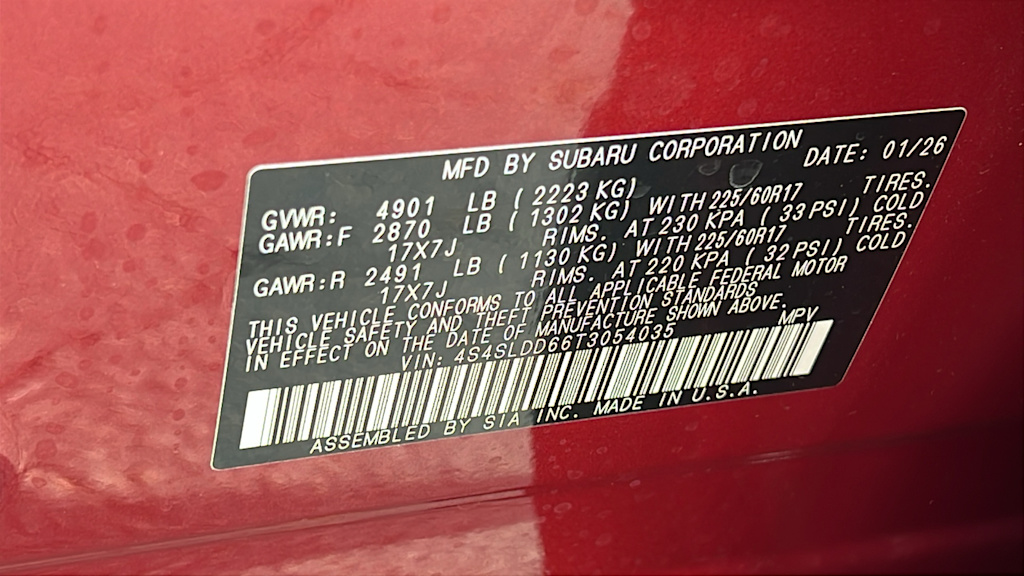 MFD BY SUBARU CORPORATION DATE: 01/26
GVWR: 4901 LB ( 2223 KG)
GAWR:F 2870 LB ( 1302 KG) WITH 225/60R17 TIRES.
17X7J RIMS. AT 230 KPA ( 33 PSI) COLD
GAWR:R 2491 LB ( 1130 KG) WITH 225/60R17 TIRES.
17X7J RIMS. AT 220 KPA ( 32 PSI) COLD
THIS VEHICLE CONFORMS TO ALL APPLICABLE FEDERAL MOTOR
VEHICLE SAFETY AND THEFT PREVENTION STANDARDS
IN EFFECT ON THE DATE OF MANUFACTURE SHOWN ABOVE.
VIN: 4S4SLDD66T3054035 MPV
ASSEMBLED BY SIA INC. MADE IN U.S.A.